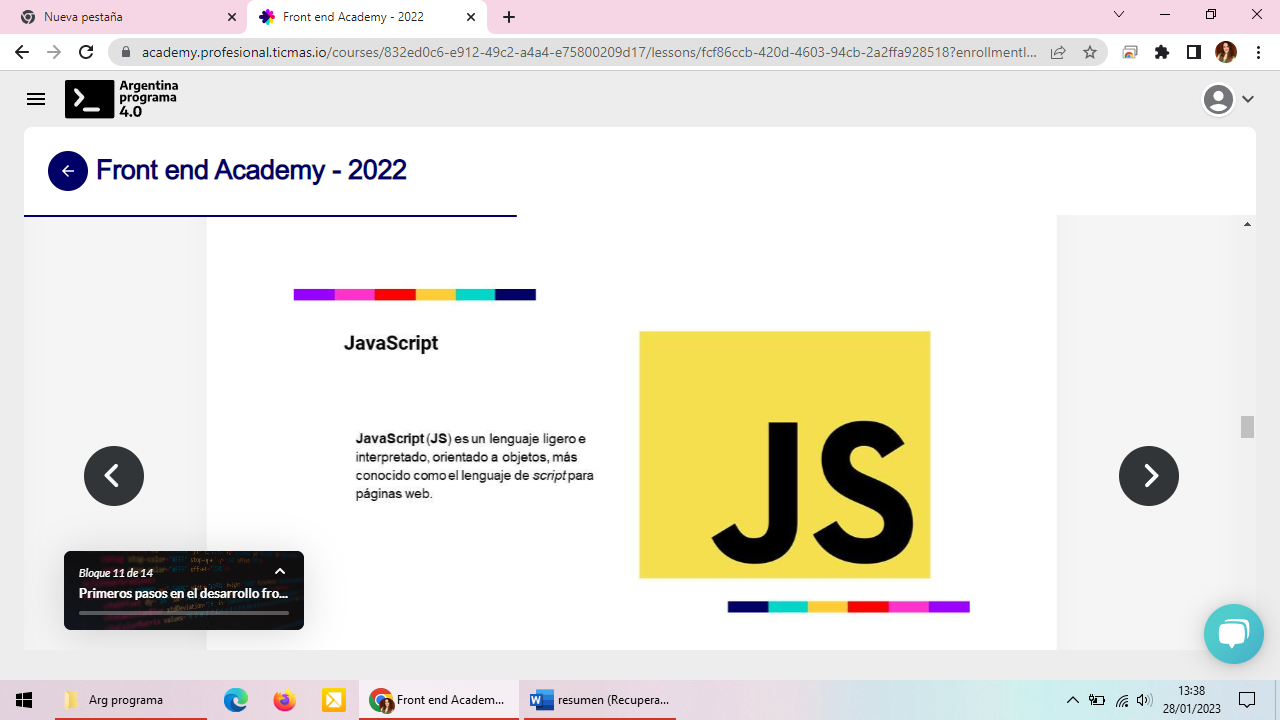 Nueva pestaña
Front end Academy - 2022
academy.profesional.ticmas.io/courses/832ed0c6-e912-49c2-a4a4-e75800209d17/lessons/fcf6f6ccb-420d-4603-94cb-2a2ffa928518?enrollmentI...
Argentina
programa
4.0
Front end Academy - 2022
JavaScript
JavaScript (JS) es un lenguaje ligero e
interpretado, orientado a objetos, más
conocido como el lenguaje de script para
páginas web.
JS
Bloque 11 de 14
Primeros pasos en el desarrollo fro...
Arg programa
Front end Academ...
resumen (Recupera...
13:38
28/01/2023